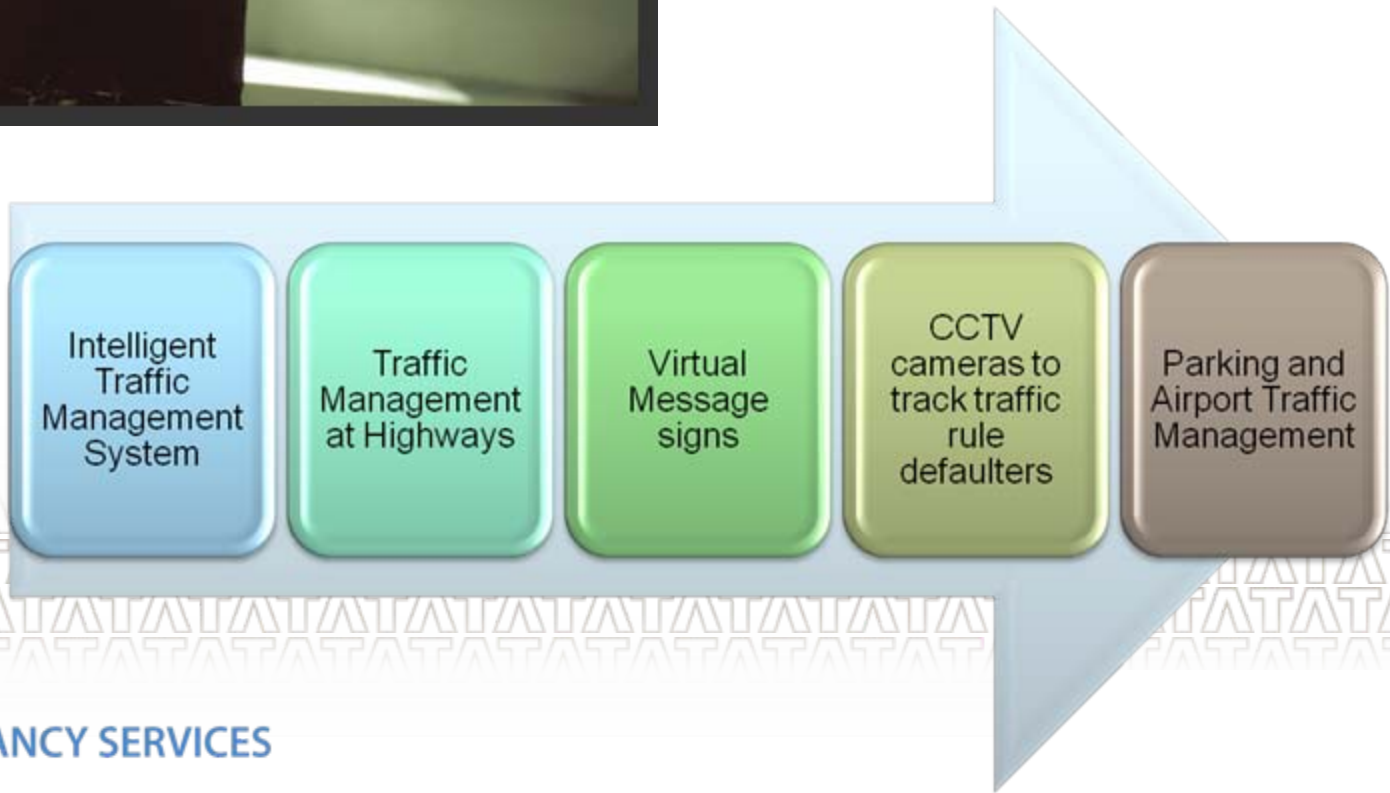 Intelligent
Traffic
Management
System
Traffic
Management
at Highways
Virtual
Message
signs
CCTV
cameras to
track traffic
rule
defaulters
Parking and
Airport Traffic
Management
SERVICES